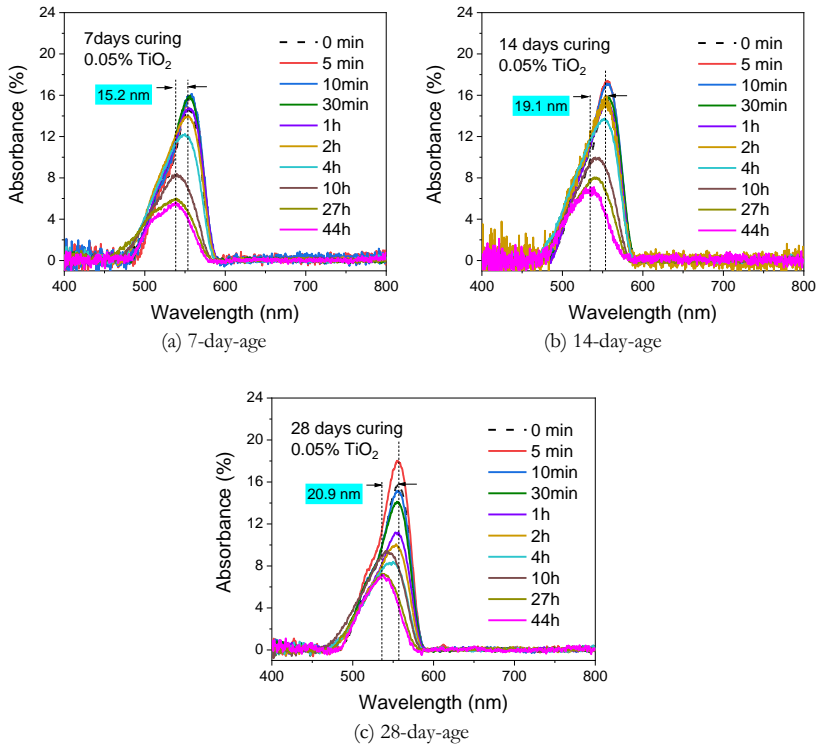 24
20
16
12
8
4
0
Absorbance (%)
7days curing
0.05% TiO₂
15.2 nm
0 min
5 min
10min
30min
1h
2h
4h
10h
27h
44h
400 500 600 700 800
Wavelength (nm)
(a) 7-day-age
24
20
16
12
8
4
0
Absorbance (%)
14 days curing
0.05% TiO₂
19.1 nm
0 min
5 min
10min
30min
1h
2h
4h
10h
27h
44h
400 500 600 700 800
Wavelength (nm)
(b) 14-day-age
24
20
16
12
8
4
0
Absorbance (%)
28 days curing
0.05% TiO₂
20.9 nm
0 min
5 min
10min
30min
1h
2h
4h
10h
27h
44h
400 500 600 700 800
Wavelength (nm)
(c) 28-day-age